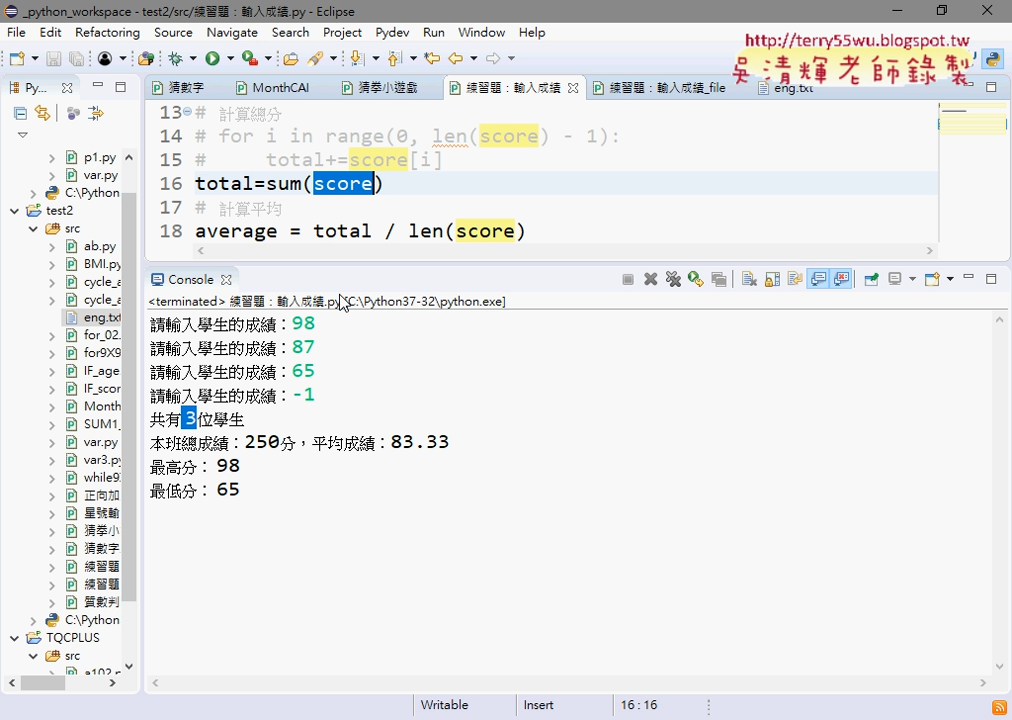 _python_workspace - test2/src/練習題：輸入成績.py - Eclipse
File Edit Refactoring Source Navigate Search Project Pydev Run Window Help
http://terry55wu.blogspot.tw
吳清輝老師錄製
Py...
猜數字 MonthCAI 猜拳小遊戲 練習題：輸入成績 練習題：輸入成績_file eng.txt
13 # 計算總分
14 # for i in range(0, len(score) - 1):
15 # total+=score[i]
16 total=sum(score)
17 # 計算平均
18 average = total / len(score)
p1.py
var.py
C:\Python
test2
src
ab.py
BMI.py
cycle_a
cycle_a
eng.txt
for_02.
for9X9
IF_age
IF_scor
Month
SUM1_
var.py
var3.py
while9
正向加
星號輸
猜拳小
猜數字
練習題
練習題
質數判
C:\Python
TQCPLUS
src
a102.p
Console
<terminated> 練習題：輸入成績.py [C:\Python37-32\python.exe]
請輸入學生的成績：98
請輸入學生的成績：87
請輸入學生的成績：65
請輸入學生的成績：-1
共有 3位學生
本班總成績：250分，平均成績：83.33
最高分： 98
最低分： 65
Writable Insert 16 : 16